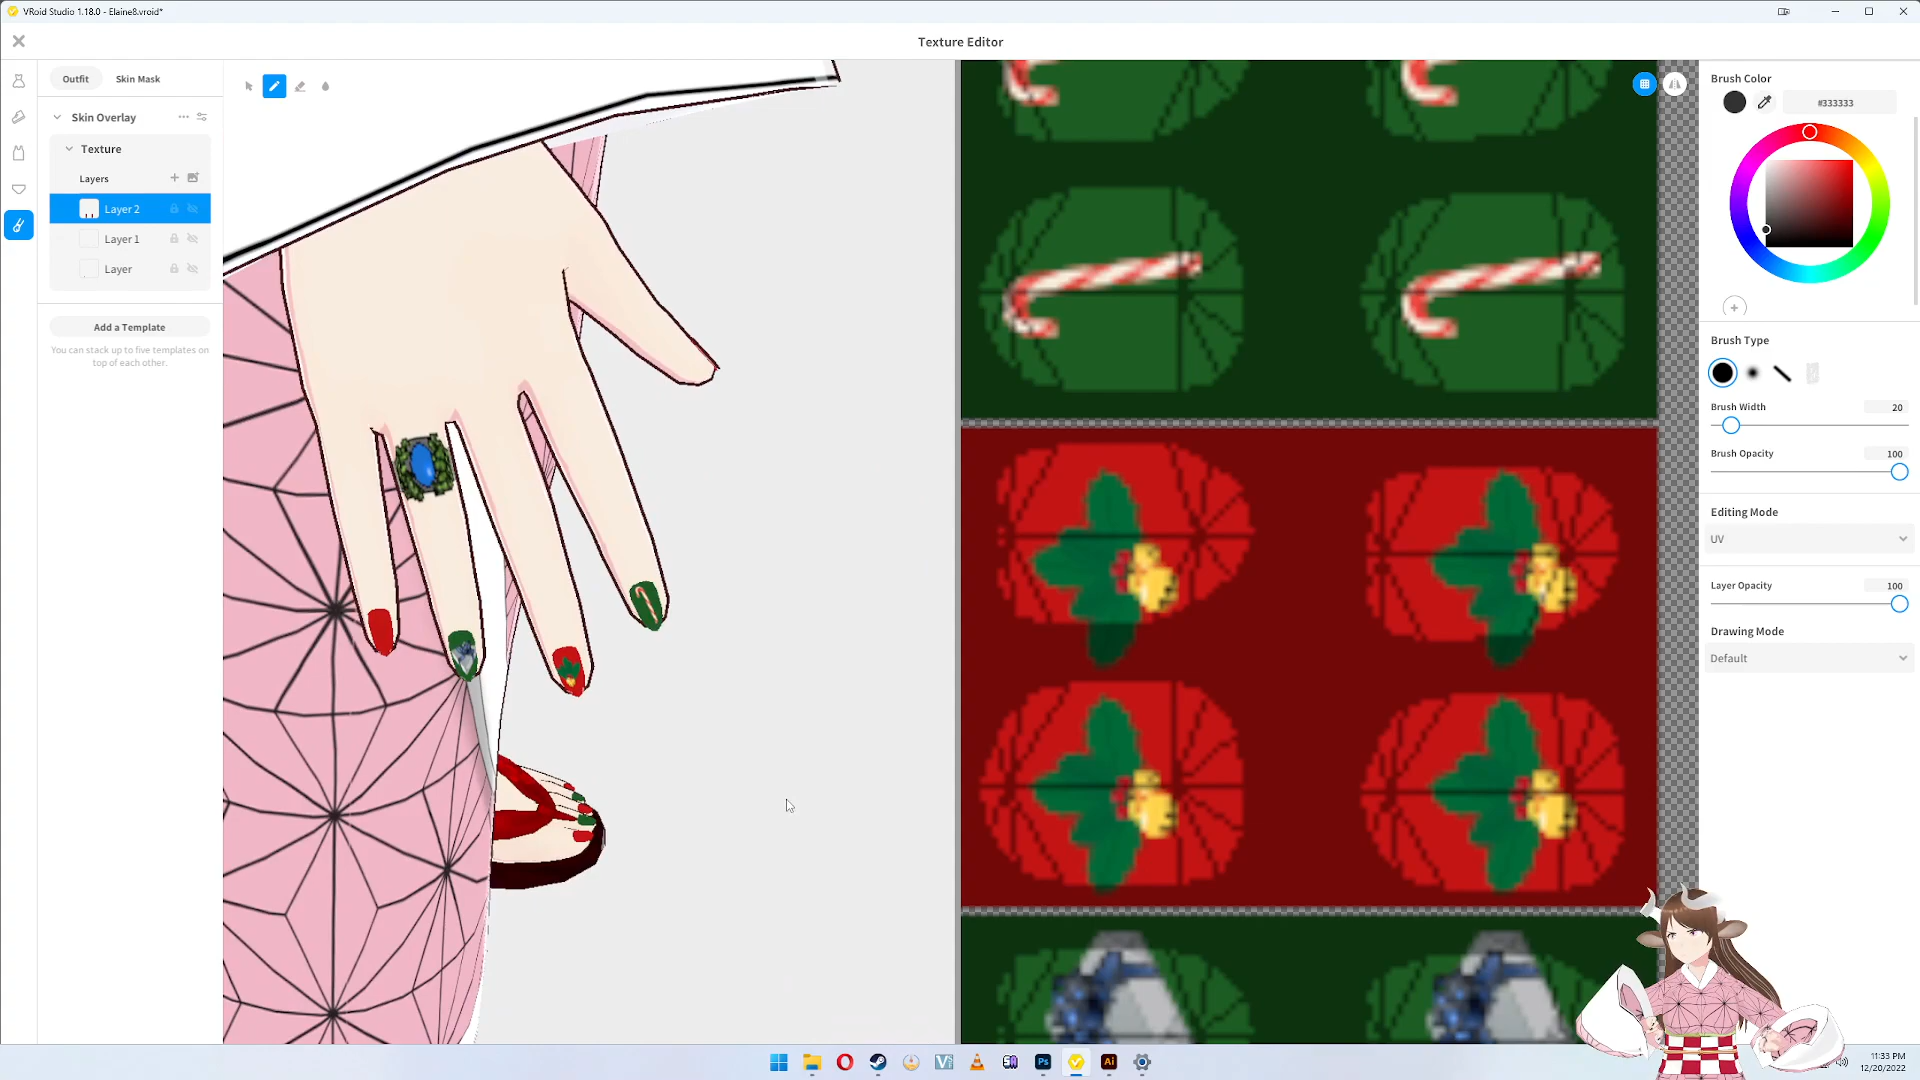 VRoid Studio 1.18.0 - Elaine8.vroid*
Texture Editor
Outfit
Skin Mask
Skin Overlay
Texture
Layers
Layer 2
Layer 1
Layer
Add a Template
You can stack up to five templates on
top of each other.
Brush Color
#333333
Brush Type
Brush Width
20
Brush Opacity
100
Editing Mode
UV
Layer Opacity
100
Drawing Mode
Default
Ps
Ai
11:33 PM
12/20/2022